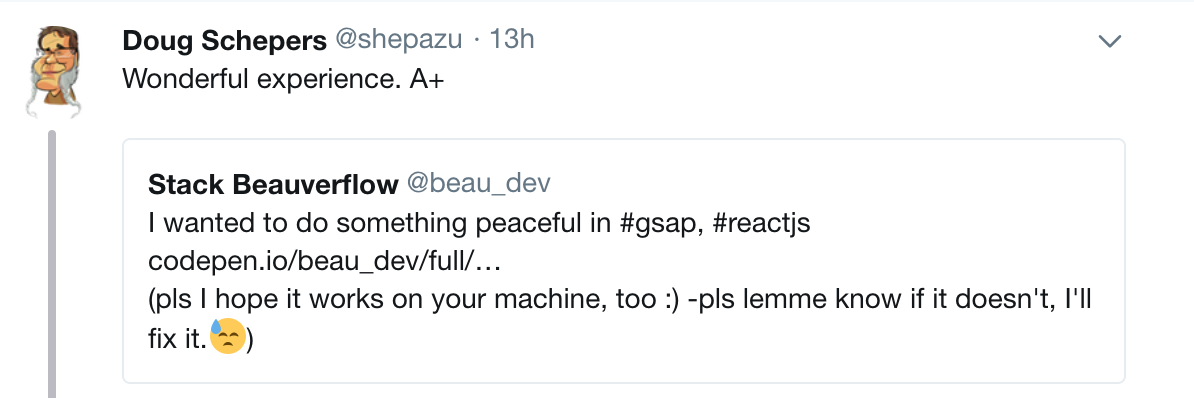 Doug Schepers @shepazu · 13h
Wonderful experience. A+
Stack Beauverflow @beau_dev
I wanted to do something peaceful in #gsap, #reactjs
codepen.io/beau_dev/full/…
(pls I hope it works on your machine, too :) -pls lemme know if it doesn't, I'll
fix it.😓)